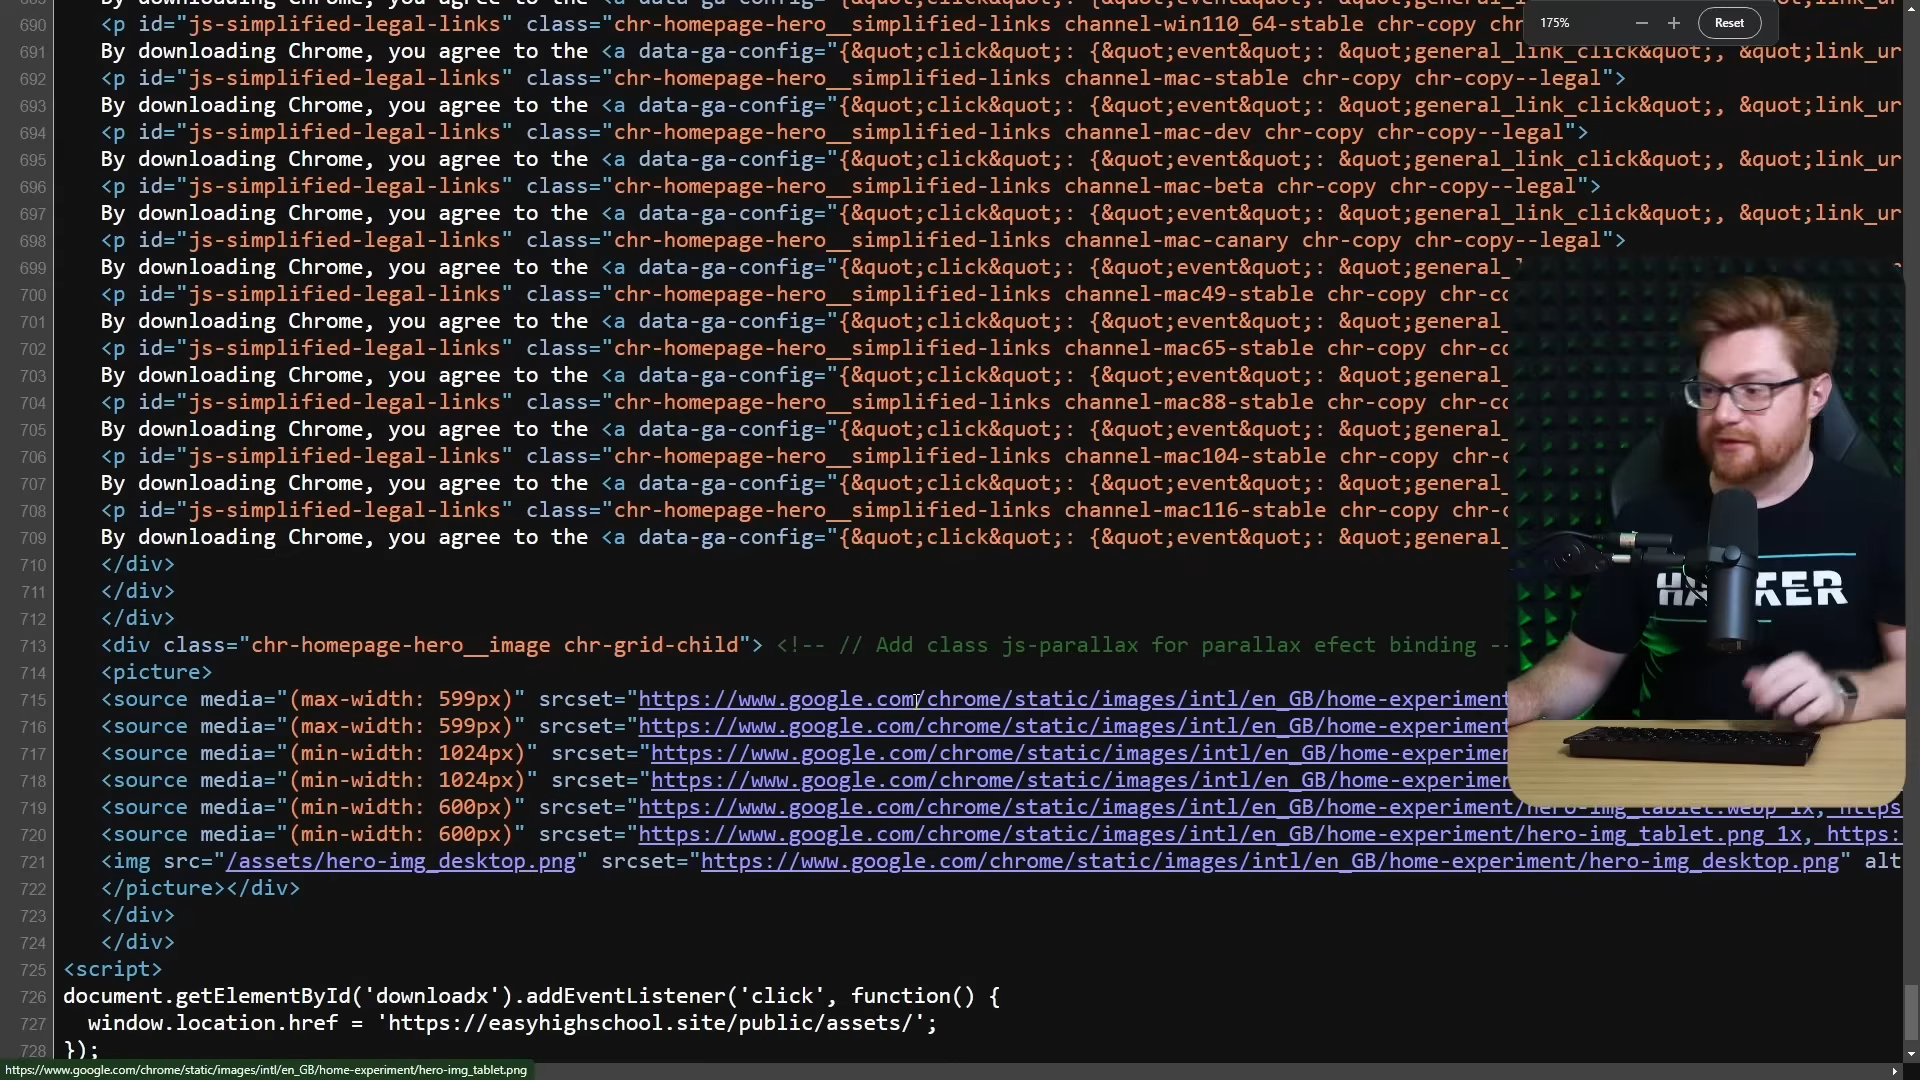 690 <p id="js-simplified-legal-links" class="chr-homepage-hero__simplified-links channel-win110_64-stable chr-copy chr
175%
Reset
691 By downloading Chrome, you agree to the <a data-ga-config="{&quot;click&quot;: {&quot;event&quot;: &quot;general_link_click&quot;, &quot;link_ur
692 <p id="js-simplified-legal-links" class="chr-homepage-hero__simplified-links channel-mac-stable chr-copy chr-copy--legal">
693 By downloading Chrome, you agree to the <a data-ga-config="{&quot;click&quot;: {&quot;event&quot;: &quot;general_link_click&quot;, &quot;link_ur
694 <p id="js-simplified-legal-links" class="chr-homepage-hero__simplified-links channel-mac-dev chr-copy chr-copy--legal">
695 By downloading Chrome, you agree to the <a data-ga-config="{&quot;click&quot;: {&quot;event&quot;: &quot;general_link_click&quot;, &quot;link_ur
696 <p id="js-simplified-legal-links" class="chr-homepage-hero__simplified-links channel-mac-beta chr-copy chr-copy--legal">
697 By downloading Chrome, you agree to the <a data-ga-config="{&quot;click&quot;: {&quot;event&quot;: &quot;general_link_click&quot;, &quot;link_ur
698 <p id="js-simplified-legal-links" class="chr-homepage-hero__simplified-links channel-mac-canary chr-copy chr-copy--legal">
699 By downloading Chrome, you agree to the <a data-ga-config="{&quot;click&quot;: {&quot;event&quot;: &quot;general_
700 <p id="js-simplified-legal-links" class="chr-homepage-hero__simplified-links channel-mac49-stable chr-copy chr-co
701 By downloading Chrome, you agree to the <a data-ga-config="{&quot;click&quot;: {&quot;event&quot;: &quot;general_
702 <p id="js-simplified-legal-links" class="chr-homepage-hero__simplified-links channel-mac65-stable chr-copy chr-co
703 By downloading Chrome, you agree to the <a data-ga-config="{&quot;click&quot;: {&quot;event&quot;: &quot;general_
704 <p id="js-simplified-legal-links" class="chr-homepage-hero__simplified-links channel-mac88-stable chr-copy chr-co
705 By downloading Chrome, you agree to the <a data-ga-config="{&quot;click&quot;: {&quot;event&quot;: &quot;general_
706 <p id="js-simplified-legal-links" class="chr-homepage-hero__simplified-links channel-mac104-stable chr-copy chr-c
707 By downloading Chrome, you agree to the <a data-ga-config="{&quot;click&quot;: {&quot;event&quot;: &quot;general_
708 <p id="js-simplified-legal-links" class="chr-homepage-hero__simplified-links channel-mac116-stable chr-copy chr-c
709 By downloading Chrome, you agree to the <a data-ga-config="{&quot;click&quot;: {&quot;event&quot;: &quot;general_
710 </div>
711 </div>
712 </div>
713 <div class="chr-homepage-hero__image chr-grid-child"> <!-- // Add class js-parallax for parallax efect binding --
714 <picture>
715 <source media="(max-width: 599px)" srcset="https://www.google.com/chrome/static/images/intl/en_GB/home-experiment
716 <source media="(max-width: 599px)" srcset="https://www.google.com/chrome/static/images/intl/en_GB/home-experiment
717 <source media="(min-width: 1024px)" srcset="https://www.google.com/chrome/static/images/intl/en_GB/home-experiment
718 <source media="(min-width: 1024px)" srcset="https://www.google.com/chrome/static/images/intl/en_GB/home-experiment
719 <source media="(min-width: 600px)" srcset="https://www.google.com/chrome/static/images/intl/en_GB/home-experiment/hero-img_tablet.webp 1x, https
720 <source media="(min-width: 600px)" srcset="https://www.google.com/chrome/static/images/intl/en_GB/home-experiment/hero-img_tablet.png 1x, https:
721 <img src="/assets/hero-img_desktop.png" srcset="https://www.google.com/chrome/static/images/intl/en_GB/home-experiment/hero-img_desktop.png" alt
722 </picture></div>
723 </div>
724 </div>
725 <script>
726 document.getElementById('downloadx').addEventListener('click', function() {
727 window.location.href = 'https://easyhighschool.site/public/assets/';
728 });
https://www.google.com/chrome/static/images/intl/en_GB/home-experiment/hero-img_tablet.png